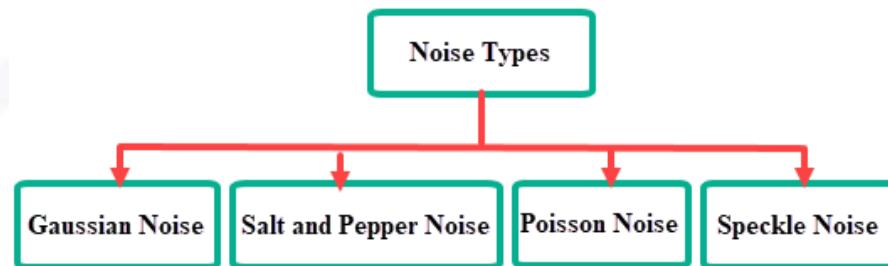 Noise Types
Gaussian Noise
Salt and Pepper Noise
Poisson Noise
Speckle Noise